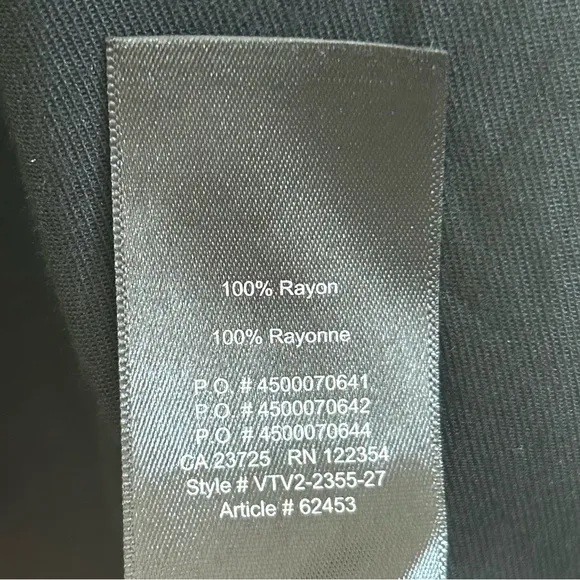 100% Rayon
100% Rayonne
P.O. # 4500070641
P.O. # 4500070642
P.O. # 4500070644
CA 23725 RN 122354
Style # VTV2-2355-27
Article # 62453